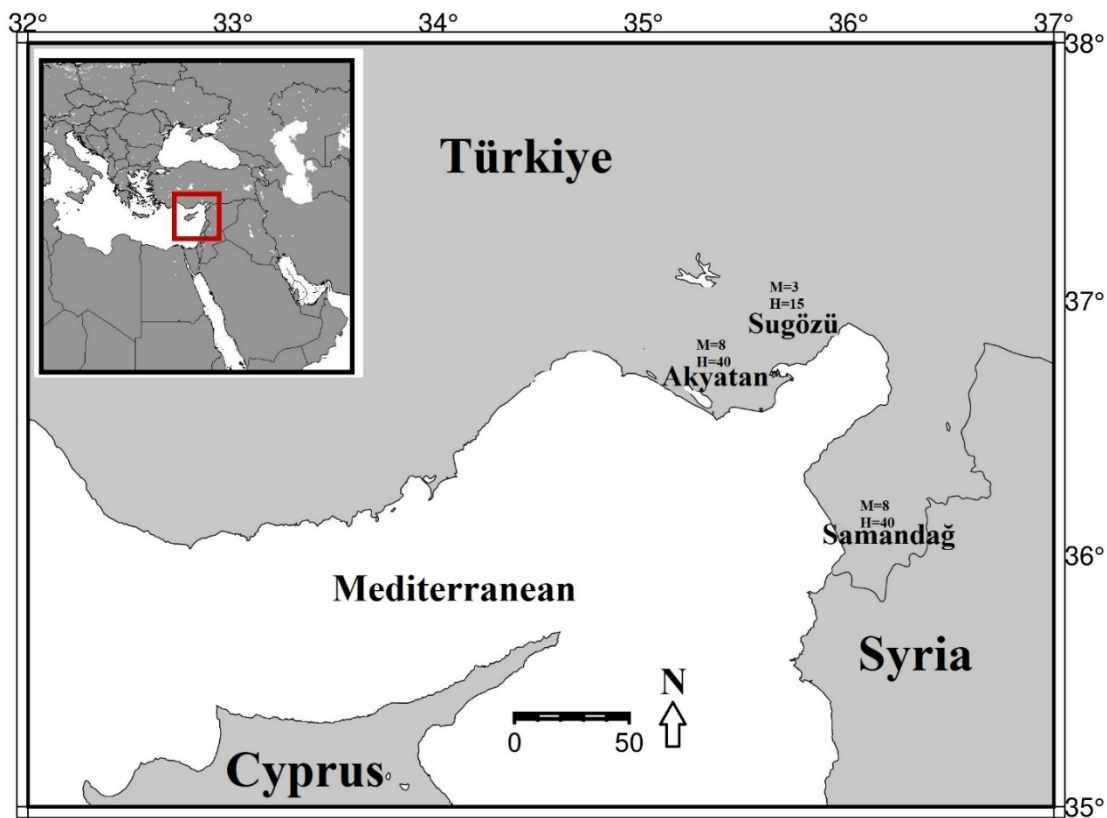 32°
33°
34°
35°
36°
37°
38°
Türkiye
37°
M=3
H=15
Sugözü
M=8
H=40
Akyatan
M=8
H=40
Samandağ
36°
Mediterranean
Syria
N
0 50
Cyprus
35°